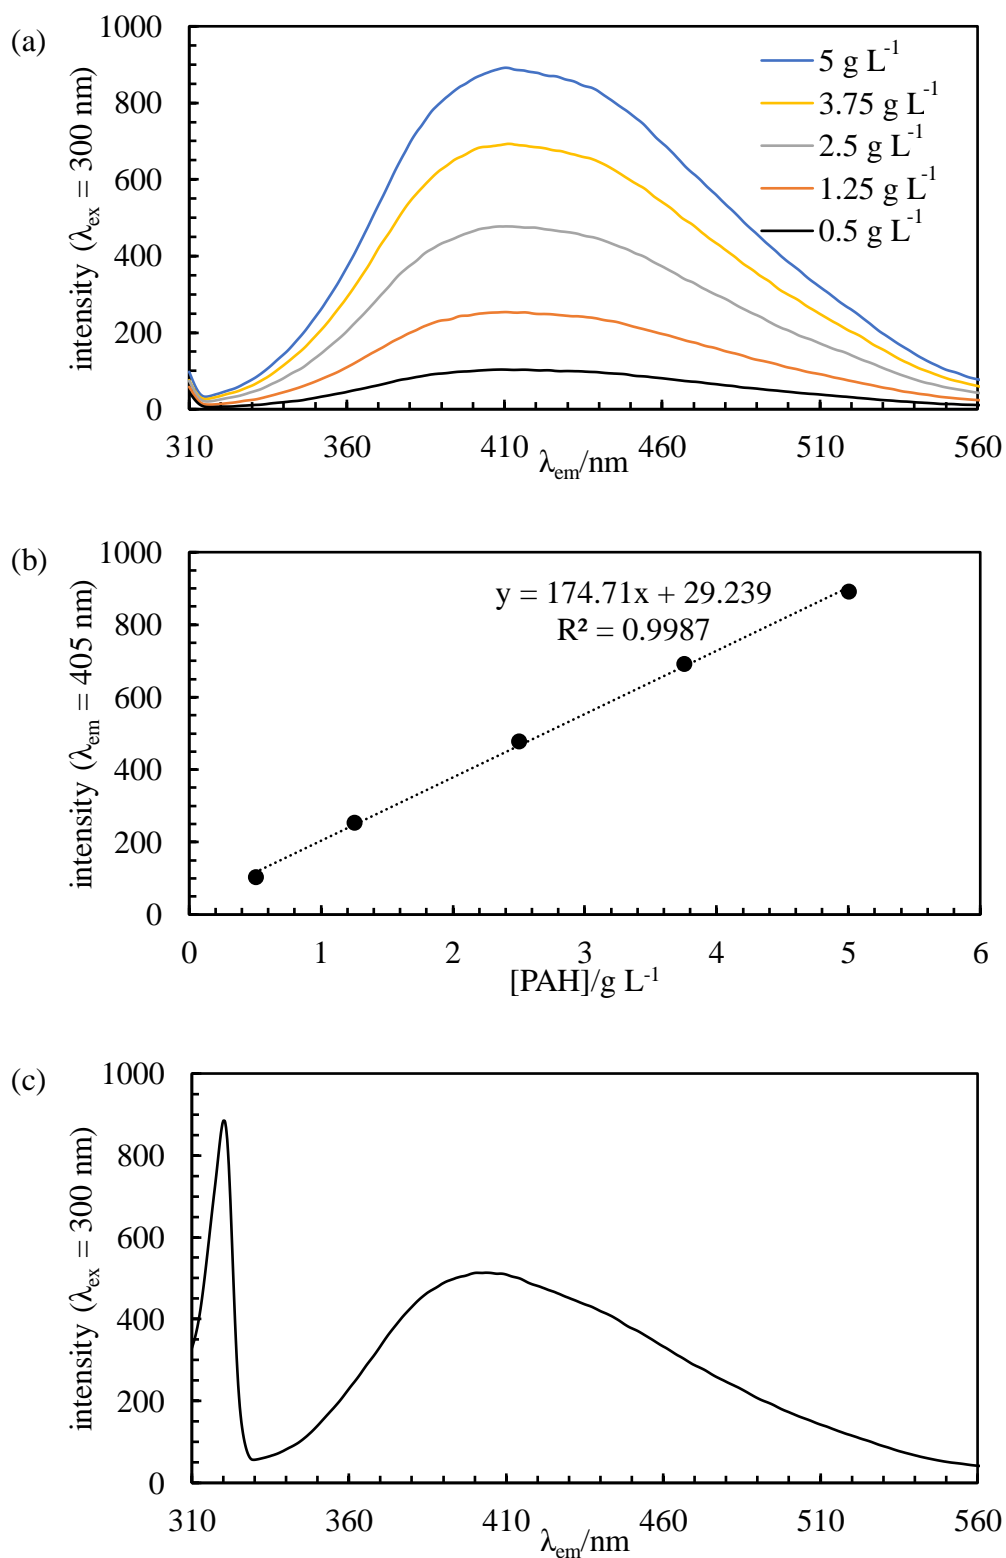 (a)
intensity (λex = 300 nm)
1000
800
600
400
200
0
5 g L-1
3.75 g L-1
2.5 g L-1
1.25 g L-1
0.5 g L-1
310 360 410 460 510 560
λem/nm
(b)
intensity (λem = 405 nm)
1000
800
600
400
200
0
y = 174.71x + 29.239
R² = 0.9987
0 1 2 3 4 5 6
[PAH]/g L-1
(c)
intensity (λex = 300 nm)
1000
800
600
400
200
0
310 360 410 460 510 560
λem/nm